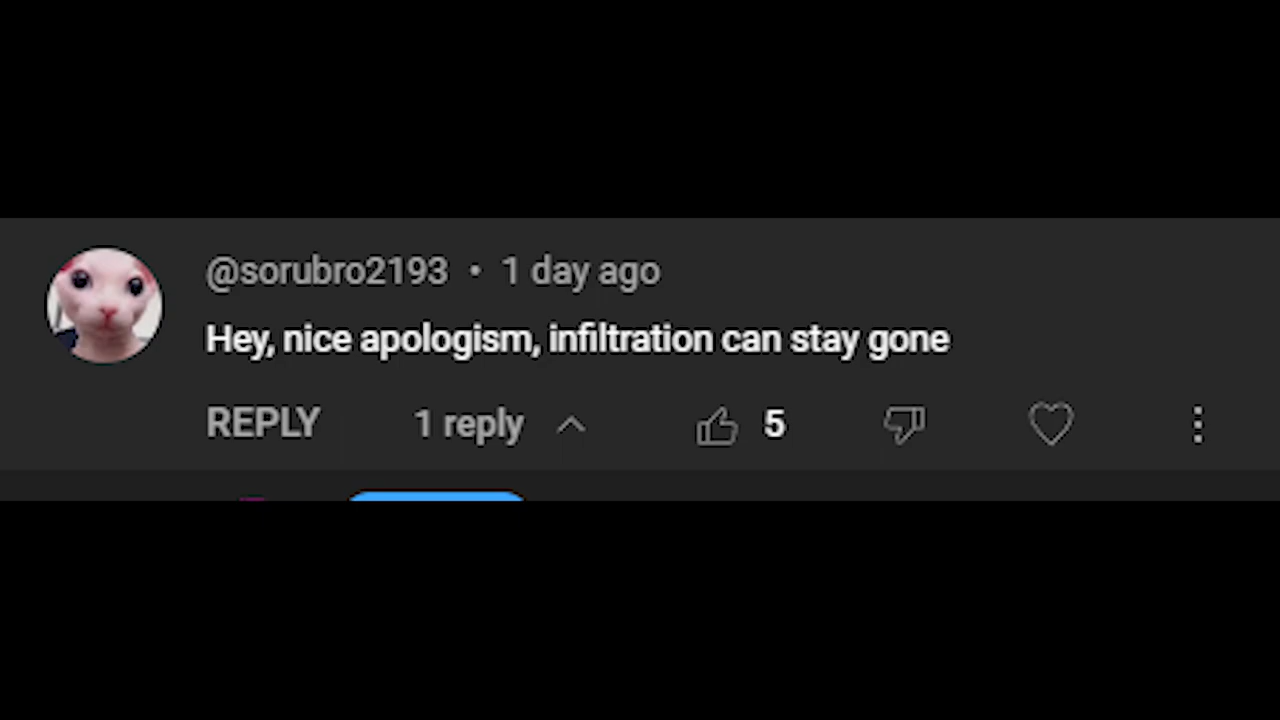 @sorubro2193 • 1 day ago
Hey, nice apologism, infiltration can stay gone
REPLY 1 reply 5